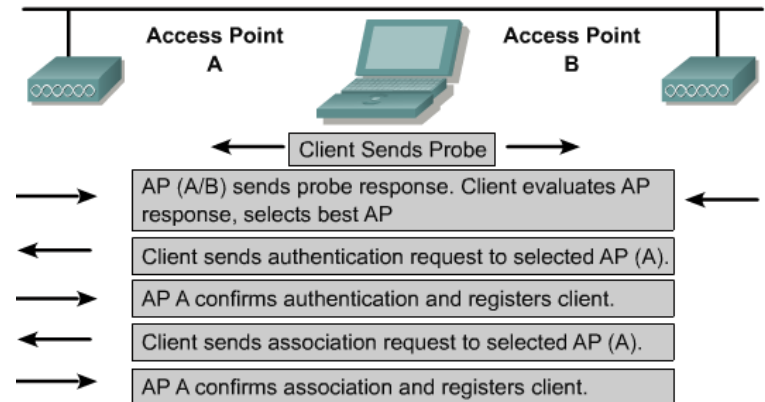 Access Point
A
Access Point
B
Client Sends Probe
AP (A/B) sends probe response. Client evaluates AP
response, selects best AP
Client sends authentication request to selected AP (A).
AP A confirms authentication and registers client.
Client sends association request to selected AP (A).
AP A confirms association and registers client.